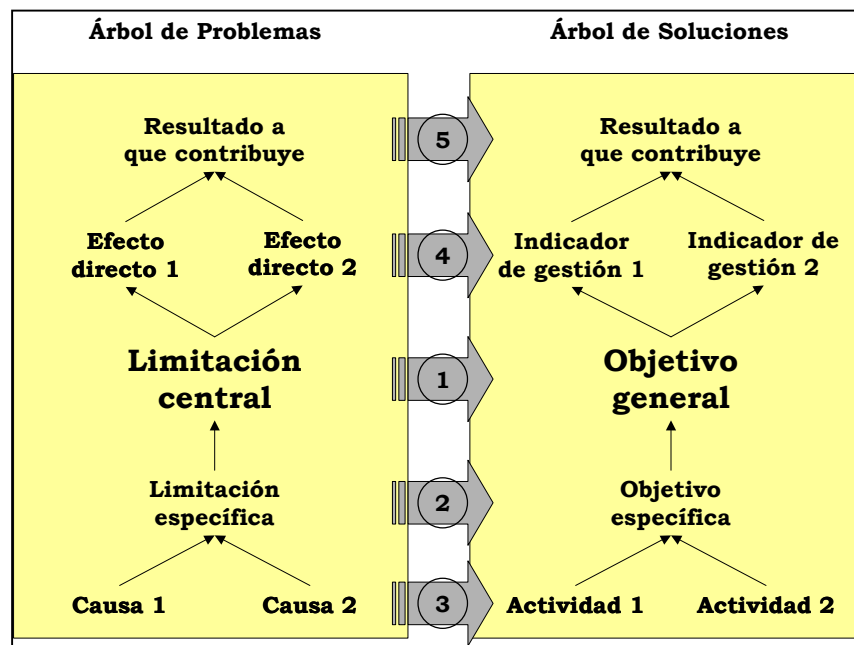 Árbol de Problemas
Árbol de Soluciones
Resultado a
que contribuye
5
Resultado a
que contribuye
Efecto
directo 1
Efecto
directo 2
4
Indicador
de gestión 1
Indicador de
gestión 2
Limitación
central
1
Objetivo
general
Limitación
específica
2
Objetivo
específica
Causa 1
Causa 2
3
Actividad 1
Actividad 2